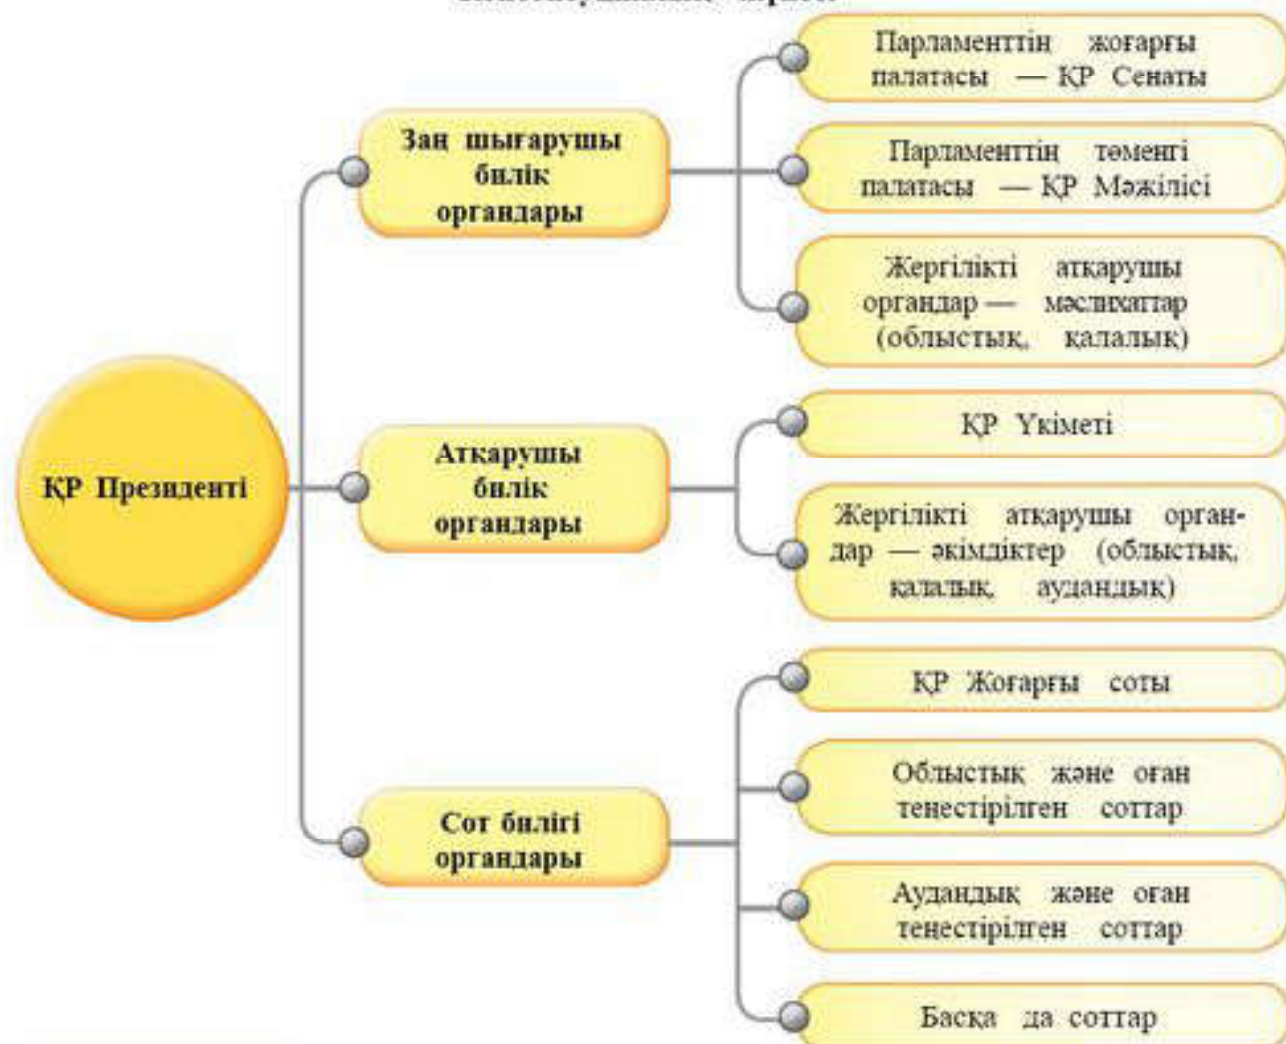 Парламенттің жоғарғы
палатасы — ҚР Сенаты
Заң шығарушы
билік
органдары
Парламенттің төменгі
палатасы — ҚР Мәжілісі
Жергілікті атқарушы
органдар — мәслихаттар
(облыстық, қалалық)
ҚР Президенті
Атқарушы
билік
органдары
ҚР Үкіметі
Жергілікті атқарушы орган-
дар — әкімдіктер (облыстық,
қалалық, аудандық)
Сот билігі
органдары
ҚР Жоғарғы соты
Облыстық және оған
теңестірілген соттар
Аудандық және оған
теңестірілген соттар
Басқа да соттар